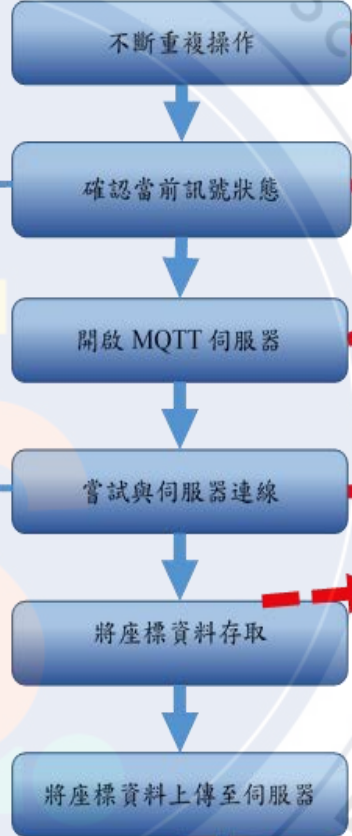 不斷重複操作
確認當前訊號狀態
開啟 MQTT 伺服器
嘗試與伺服器連線
將座標資料存取
將座標資料上傳至伺服器